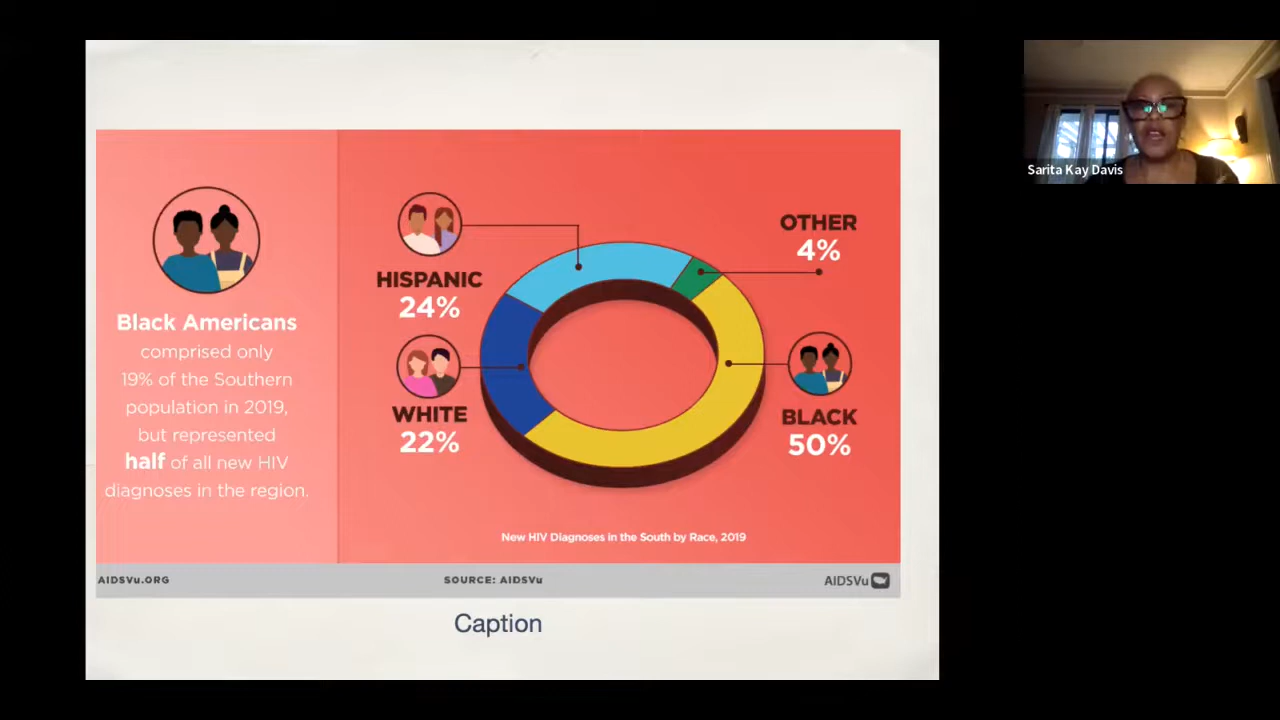 Black Americans
comprised only
19% of the Southern
population in 2019,
but represented
half of all new HIV
diagnoses in the region.
HISPANIC
24%
WHITE
22%
OTHER
4%
BLACK
50%
New HIV Diagnoses in the South by Race, 2019
AIDSVu.ORG
SOURCE: AIDSVu
AIDSVu
Caption
Sarita Kay Davis